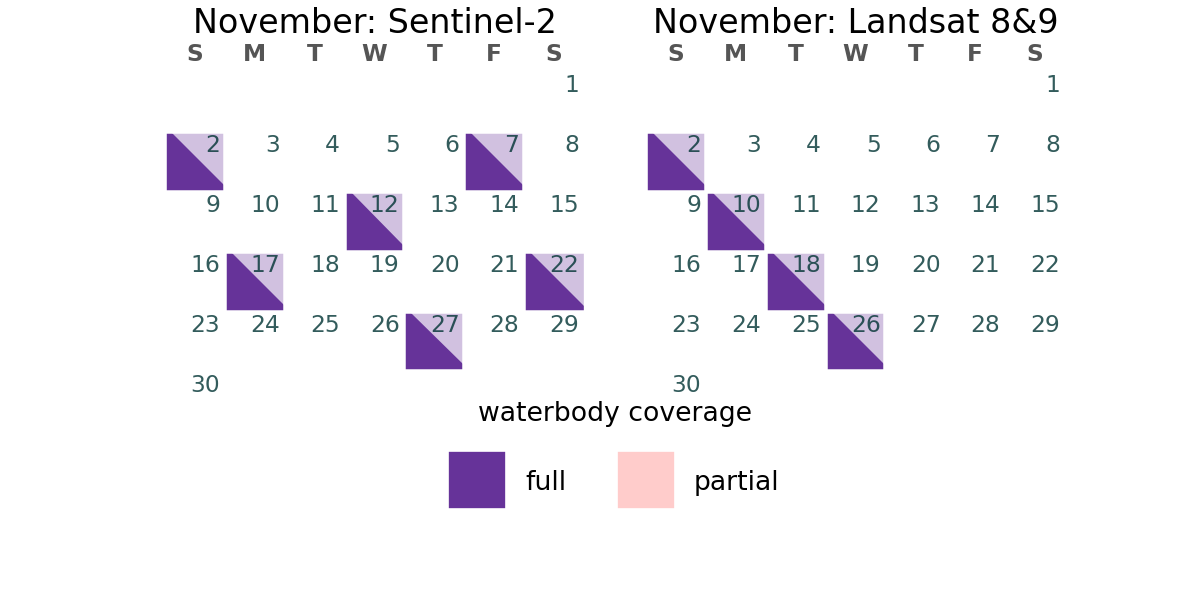 November: Sentinel-2
S M T W T F S
1
2 3 4 5 6 7 8
9 10 11 12 13 14 15
16 17 18 19 20 21 22
23 24 25 26 27 28 29
30
November: Landsat 8&9
S M T W T F S
1
2 3 4 5 6 7 8
9 10 11 12 13 14 15
16 17 18 19 20 21 22
23 24 25 26 27 28 29
30
waterbody coverage
full
partial